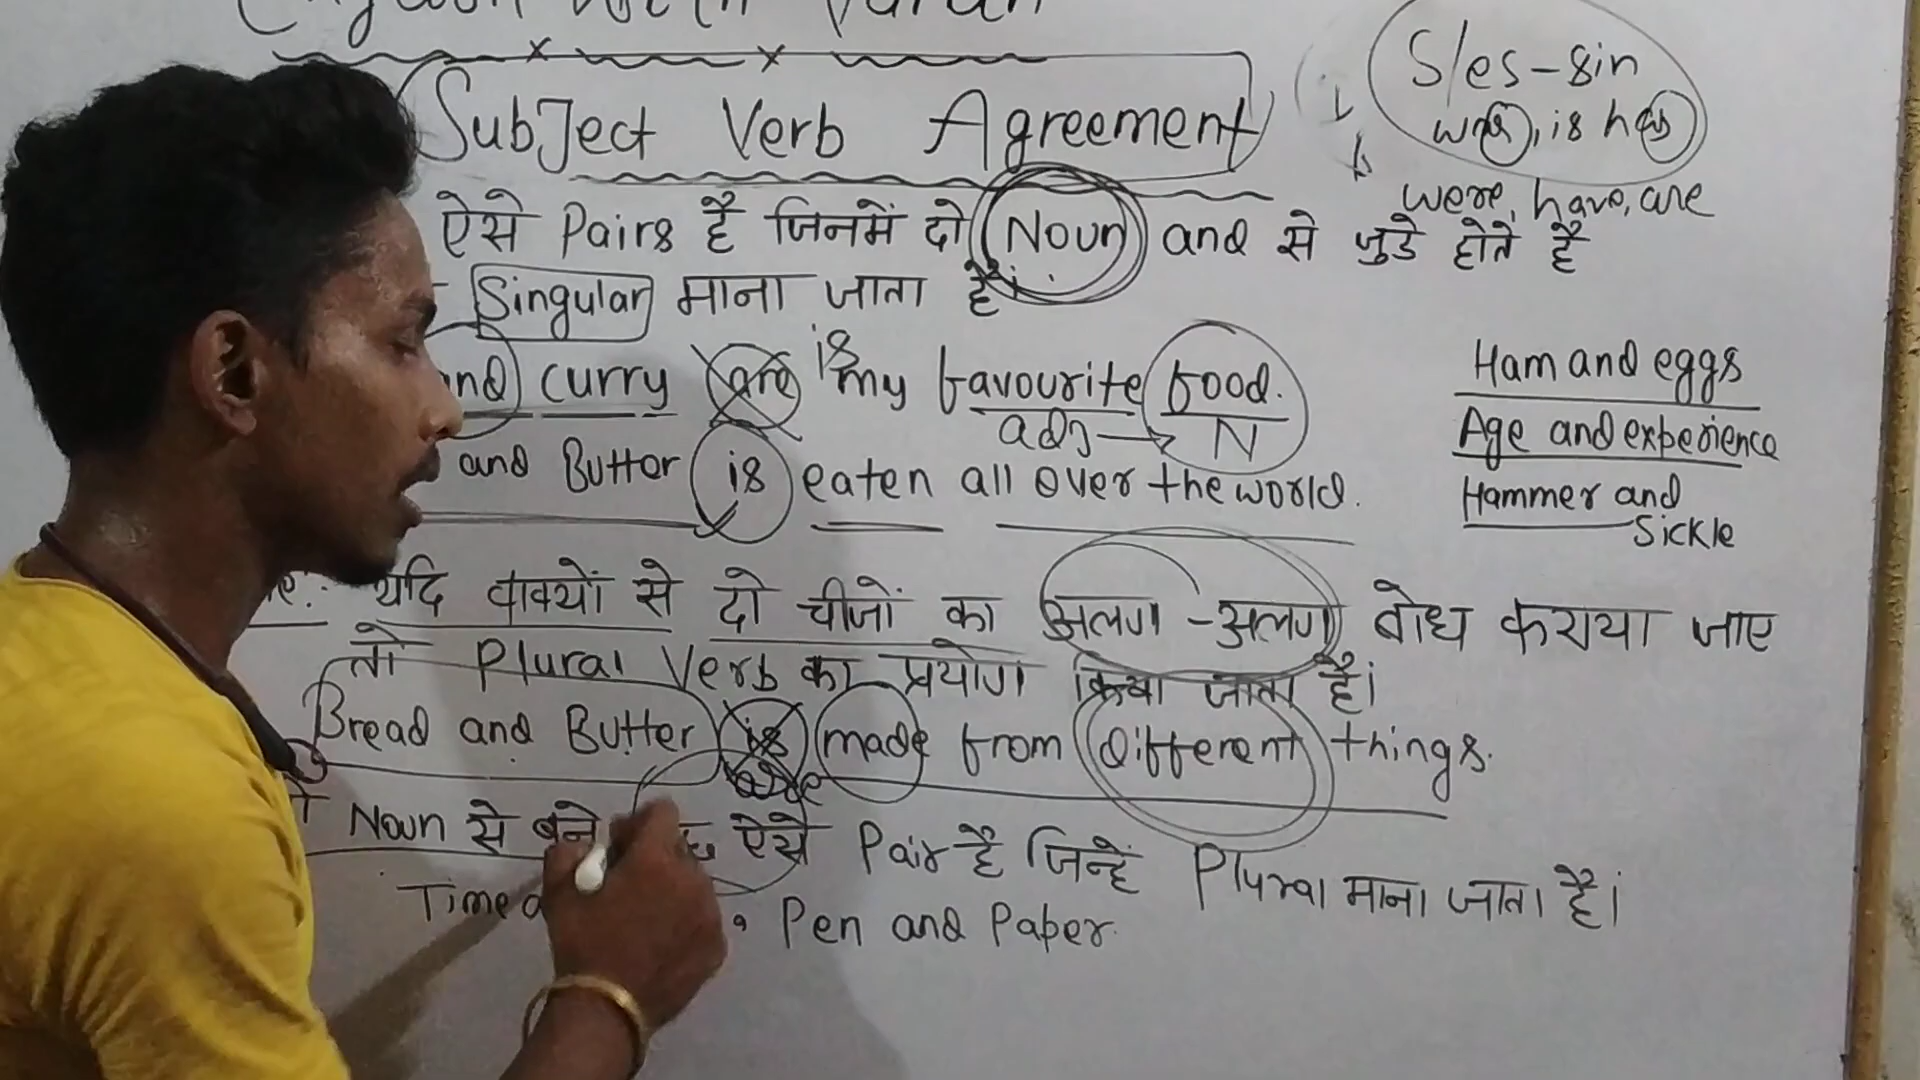 SubJect Verb Agreement
S/es-sin
was, is has
were, have, are
ऐसे Pairs है जिनमें दो Noun and से जुडे होते है
Singular माना जाता है।
and curry are is my favourite food.
adj N
and Butter is eaten all over the world.
Ham and eggs
Age and experience
Hammer and
Sickle
यदि वाक्यों से दो चीजों का अलग-अलग बोध कराया जाए
तो Plural Verb का प्रयोग किया जाता है।
Bread and Butter is made from different things.
are
Noun से बने ऐसे Pair है जिन्हें Plural माना जाता है।
Time , Pen and Paper.